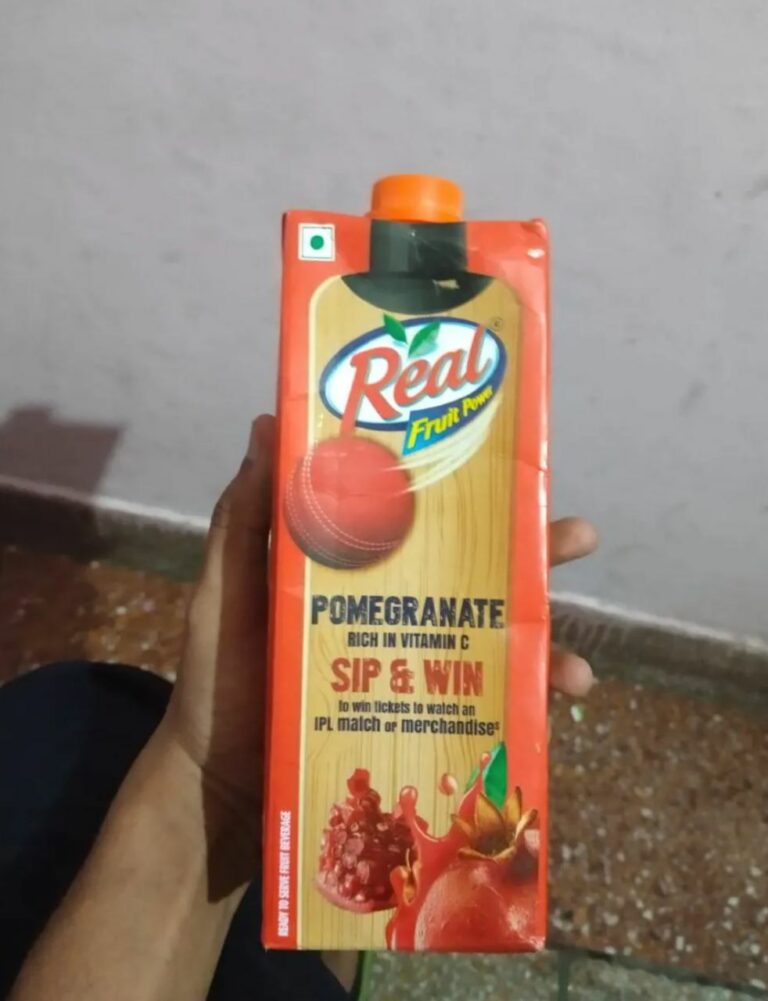 Real
Fruit Power
POMEGRANATE
RICH IN VITAMIN C
SIP & WIN
to win tickets to watch an
IPL match or merchandise$
READY TO SERVE FRUIT BEVERAGE